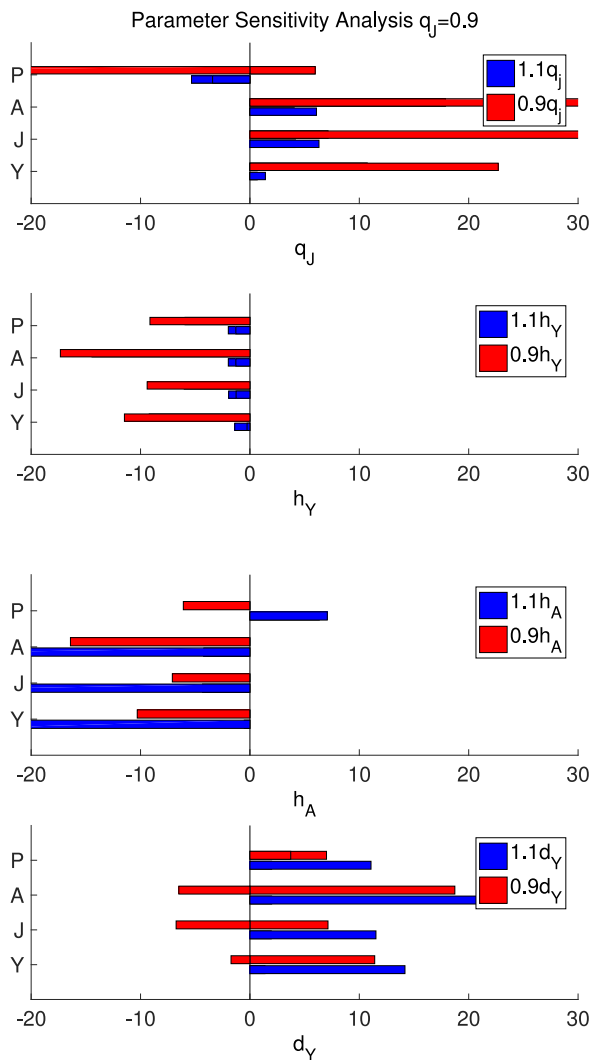 Parameter Sensitivity Analysis q_J=0.9
P
A
J
Y
1.1q_j
0.9q_j
-20 -10 0 10 20 30
q_J
P
A
J
Y
1.1h_Y
0.9h_Y
-20 -10 0 10 20 30
h_Y
P
A
J
Y
1.1h_A
0.9h_A
-20 -10 0 10 20 30
h_A
P
A
J
Y
1.1d_Y
0.9d_Y
-20 -10 0 10 20 30
d_Y